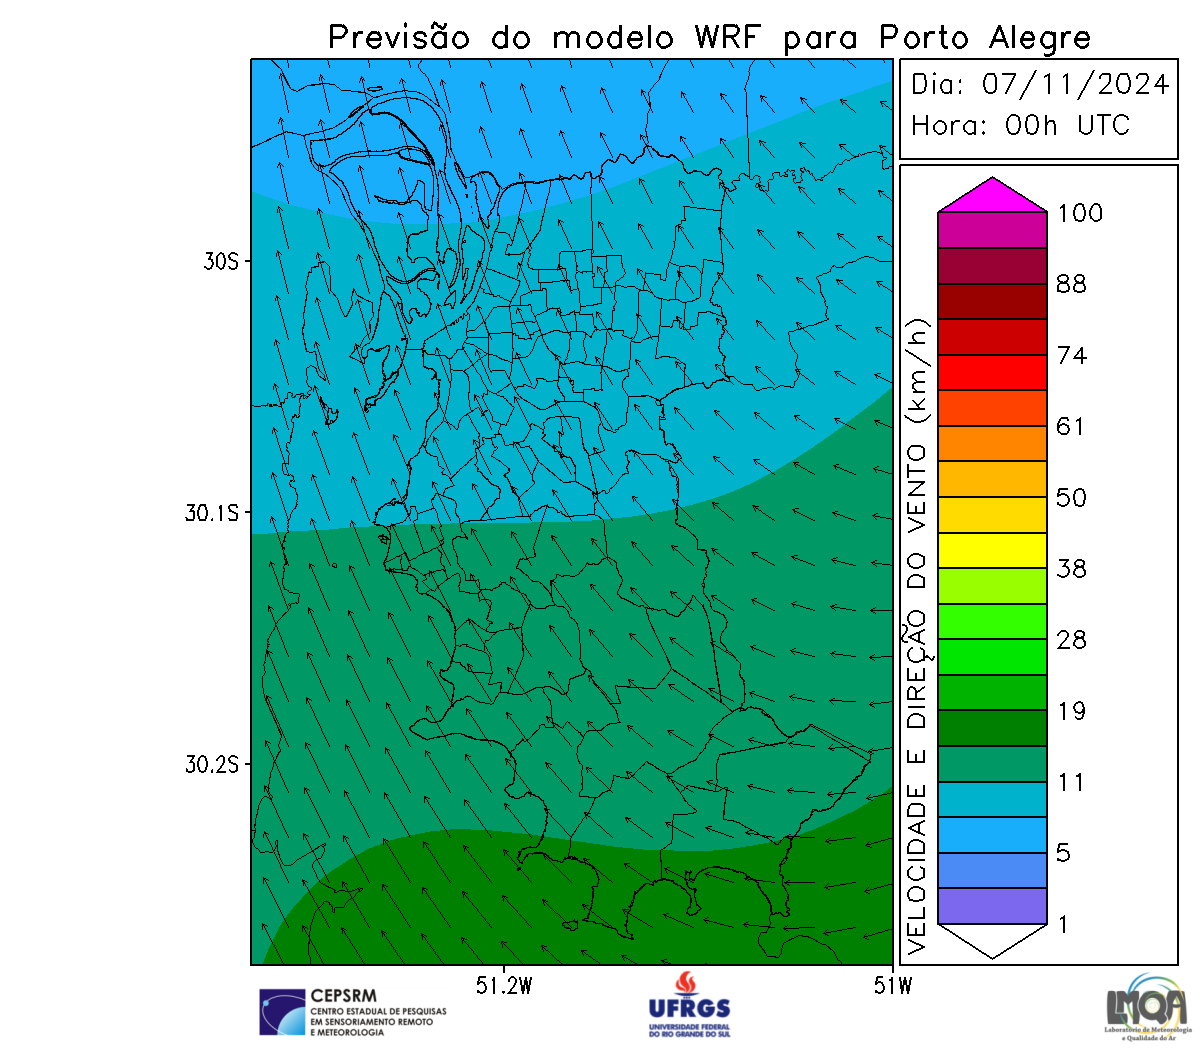 Previsão do modelo WRF para Porto Alegre
Dia: 07/11/2024
Hora: 00h UTC
30S
30.1S
30.2S
51.2W
51W
VELOCIDADE E DIREÇÃO DO VENTO (km/h)
100
88
74
61
50
38
28
19
11
5
1
CEPSRM
CENTRO ESTADUAL DE PESQUISAS
EM SENSORIAMENTO REMOTO
E METEOROLOGIA
UFRGS
UNIVERSIDADE FEDERAL
DO RIO GRANDE DO SUL
LMQA
Laboratório de Meteorologia
e Qualidade do Ar